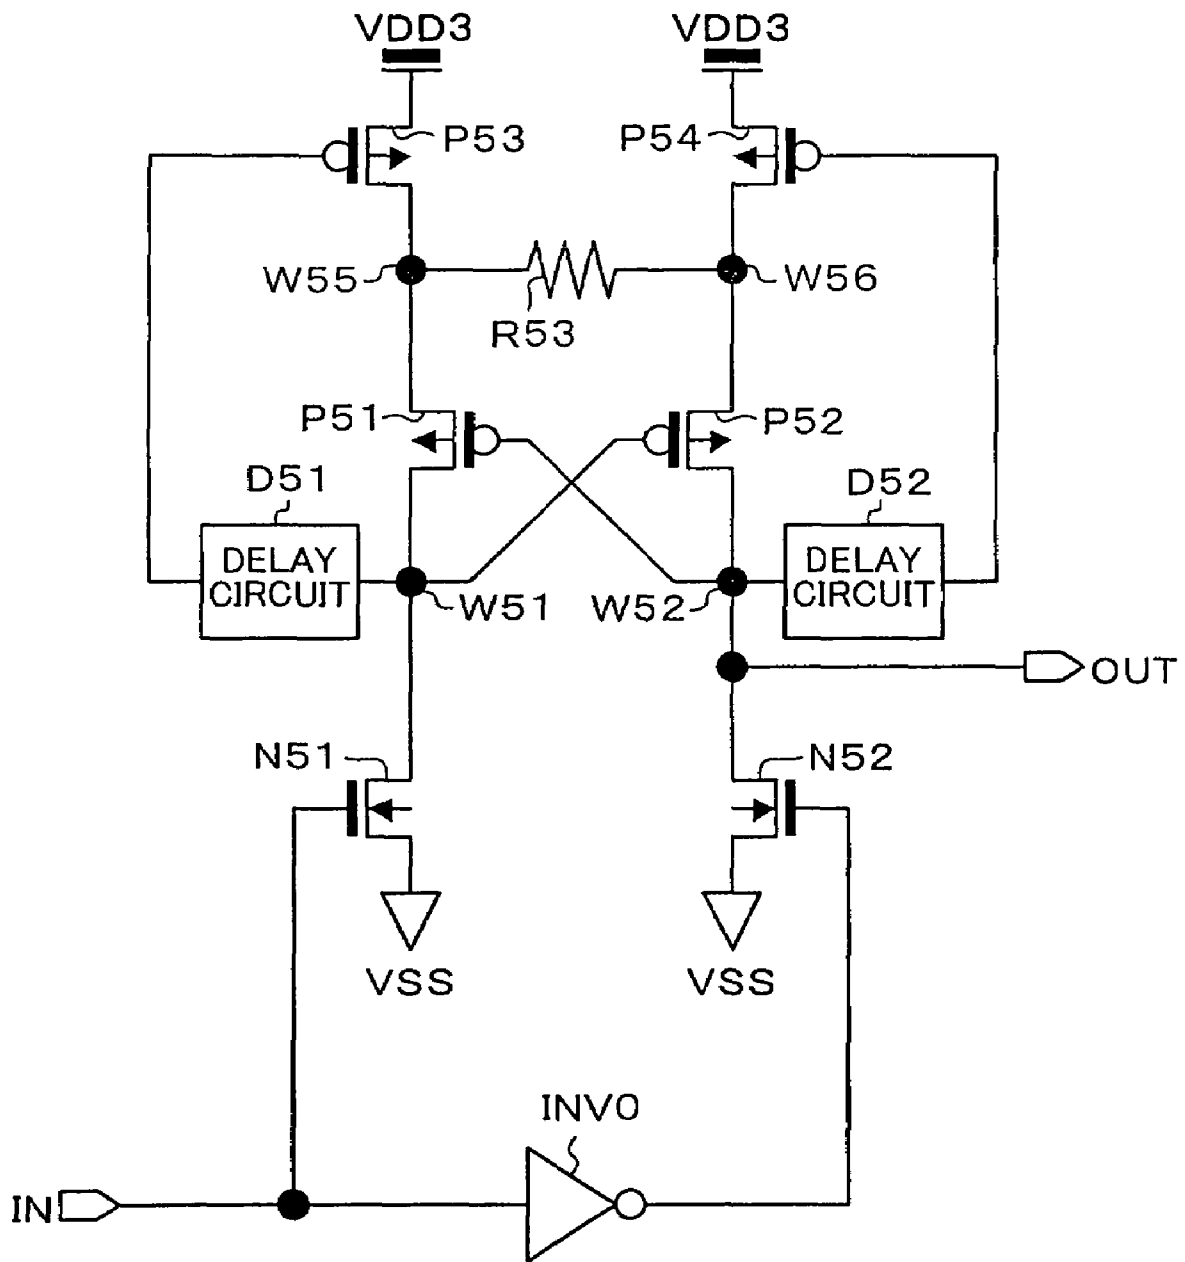 VDD3 VDD3
P53 P54
W55 W56
R53
P51 P52
D51 D52
DELAY CIRCUIT
DELAY CIRCUIT
W51 W52
OUT
N51 N52
VSS VSS
INV0
IN